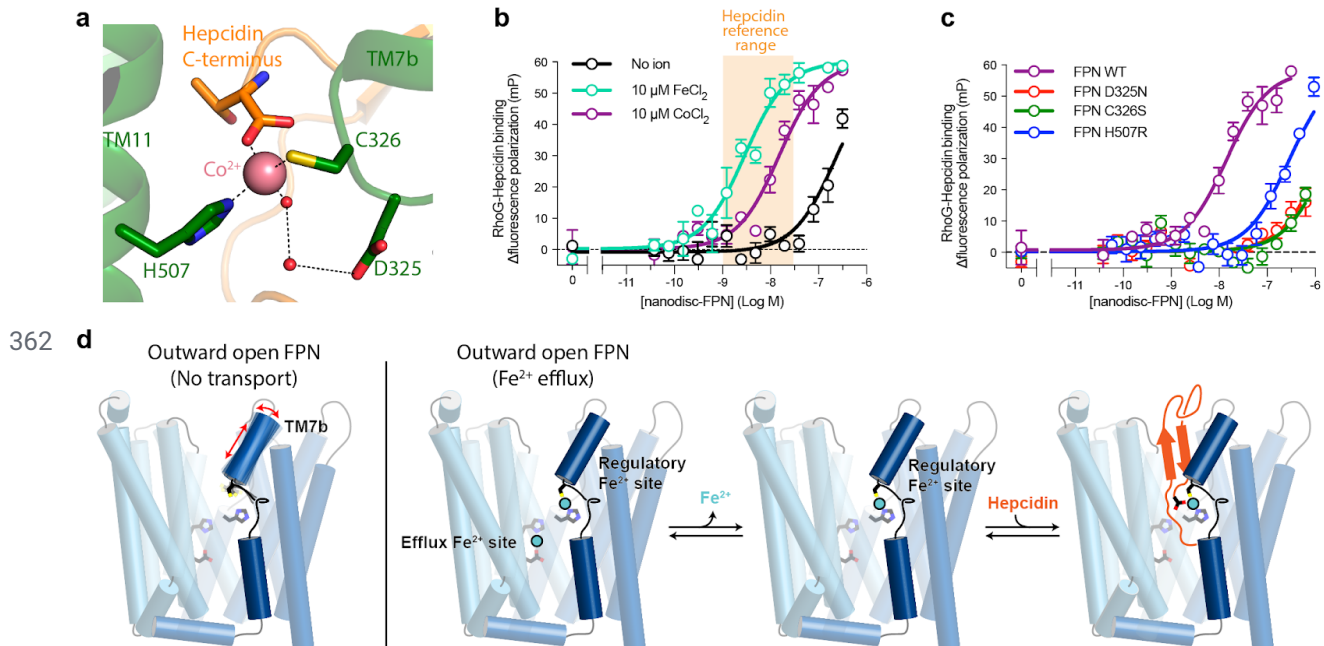 a
Hepcidin
C-terminus
TM7b
TM11
Co2+
C326
H507
D325
b
Hepcidin
reference
range
No ion
10 µM FeCl2
10 µM CoCl2
RhoG-Hepcidin binding
Δfluorescence polarization (mP)
60
50
40
30
20
10
0
0
-11
-10
-9
-8
-7
-6
[nanodisc-FPN] (Log M)
c
FPN WT
FPN D325N
FPN C326S
FPN H507R
RhoG-Hepcidin binding
Δfluorescence polarization (mP)
60
50
40
30
20
10
0
0
-11
-10
-9
-8
-7
-6
[nanodisc-FPN] (Log M)
362
d
Outward open FPN
(No transport)
TM7b
Outward open FPN
(Fe2+ efflux)
Regulatory
Fe2+ site
Efflux Fe2+ site
Fe2+
Regulatory
Fe2+ site
Hepcidin